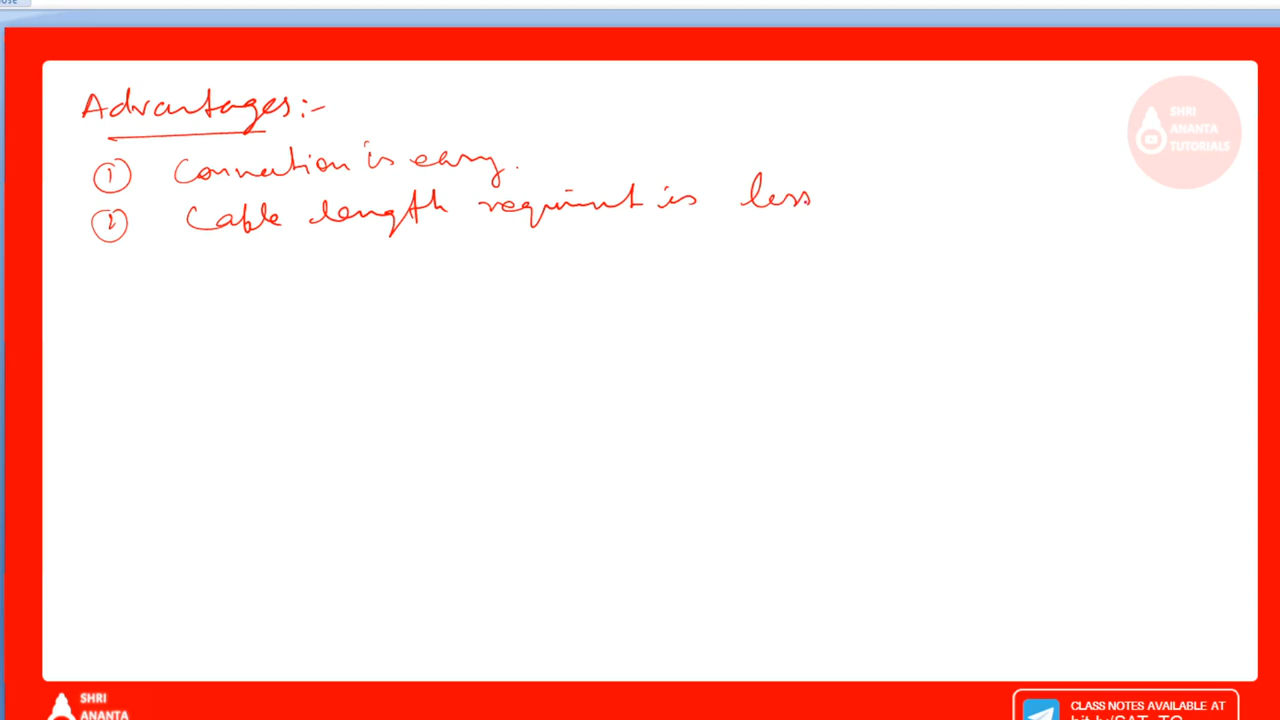 Advantages:-
① Connection is easy.
② Cable length requirint is less
SHRI
ANANTA
TUTORIALS
SHRI
ANANTA
CLASS NOTES AVAILABLE AT